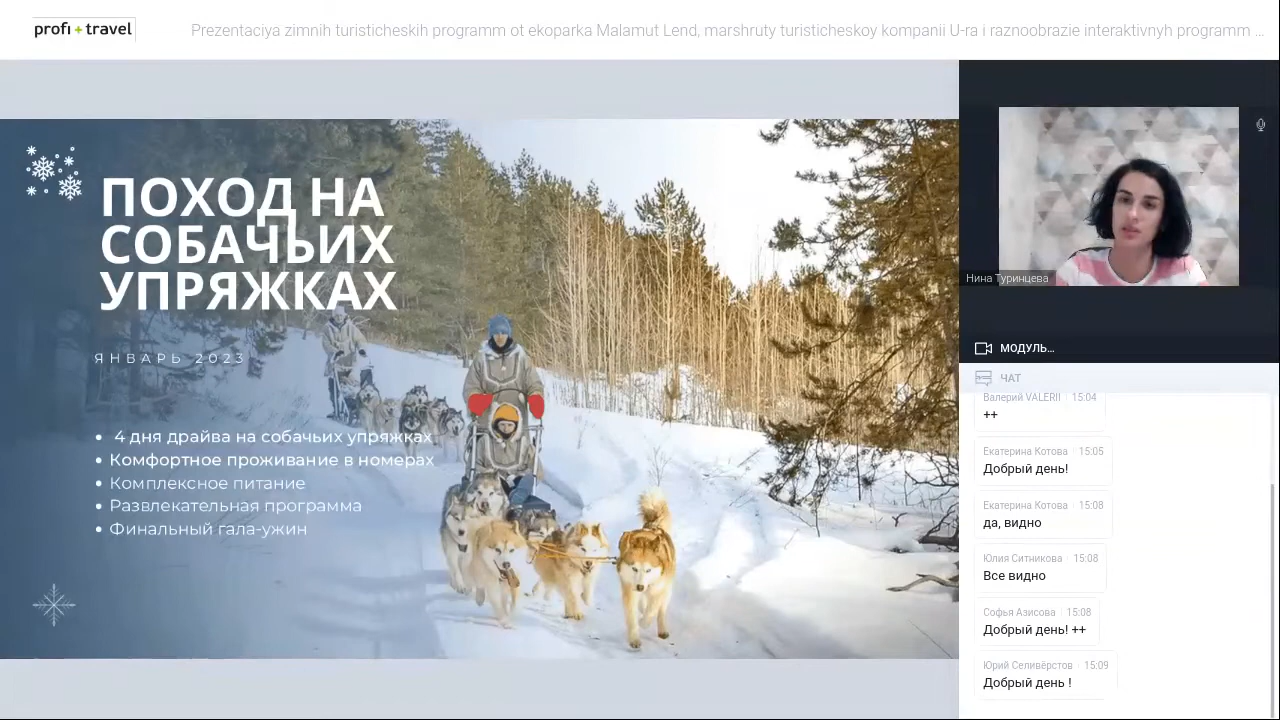 profi + travel
Prezentaciya zimnih turisticheskih programm ot ekoparka Malamut Lend, marshruty turisticheskoy kompanii U-ra i raznoobrazie interaktivnyh programm ...
ПОХОД НА
СОБАЧЬИХ
УПРЯЖКАХ
ЯНВАРЬ 2023
• 4 дня драйва на собачьих упряжках
• Комфортное проживание в номерах
• Комплексное питание
• Развлекательная программа
• Финальный гала-ужин
Нина Туринцева
МОДУЛЬ...
ЧАТ
Валерий VALERII 15:04
++
Екатерина Котова 15:05
Добрый день!
Екатерина Котова 15:08
да, видно
Юлия Ситникова 15:08
Все видно
Софья Азисова 15:08
Добрый день! ++
Юрий Селивёрстов 15:09
Добрый день !